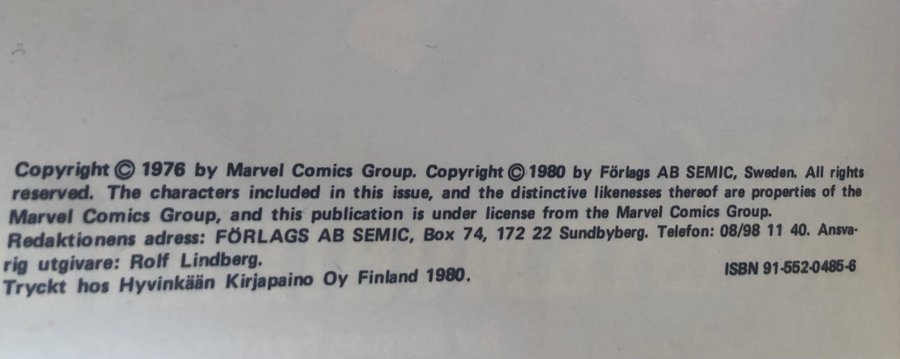 Copyright © 1976 by Marvel Comics Group. Copyright © 1980 by Förlags AB SEMIC, Sweden. All rights
reserved. The characters included in this issue, and the distinctive likenesses thereof are properties of the
Marvel Comics Group, and this publication is under license from the Marvel Comics Group.
Redaktionens adress: FÖRLAGS AB SEMIC, Box 74, 172 22 Sundbyberg. Telefon: 08/98 11 40. Ansva-
rig utgivare: Rolf Lindberg.
Tryckt hos Hyvinkään Kirjapaino Oy Finland 1980.
ISBN 91-552-0485-6